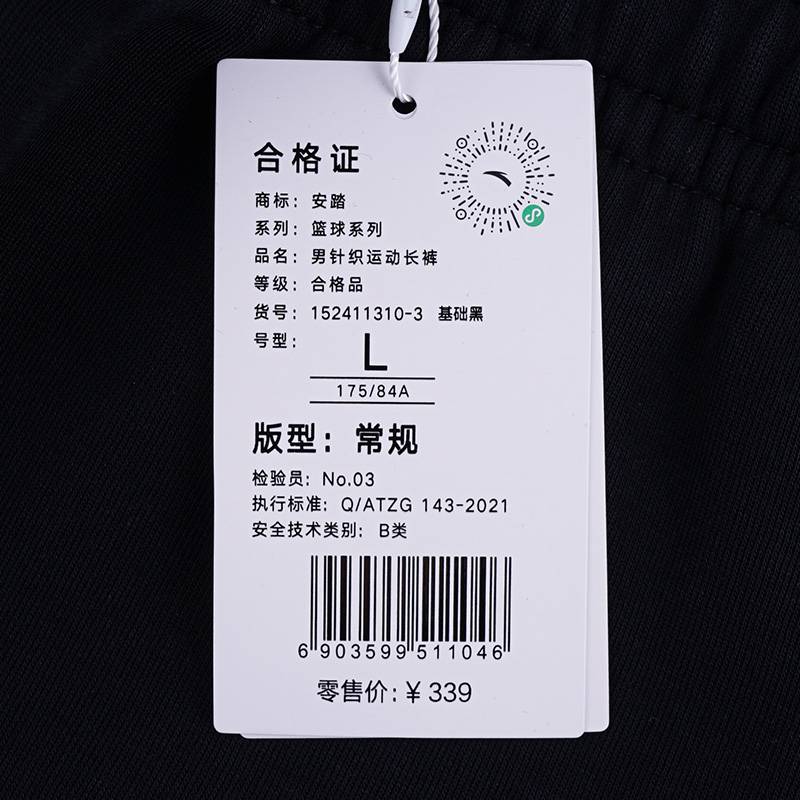 合格证
商标：安踏
系列：篮球系列
品名：男针织运动长裤
等级：合格品
货号：152411310-3 基础黑
号型：
L
175/84A
版型：常规
检验员：No.03
执行标准：Q/ATZG 143-2021
安全技术类别：B类
6 903599 511046
零售价：￥339